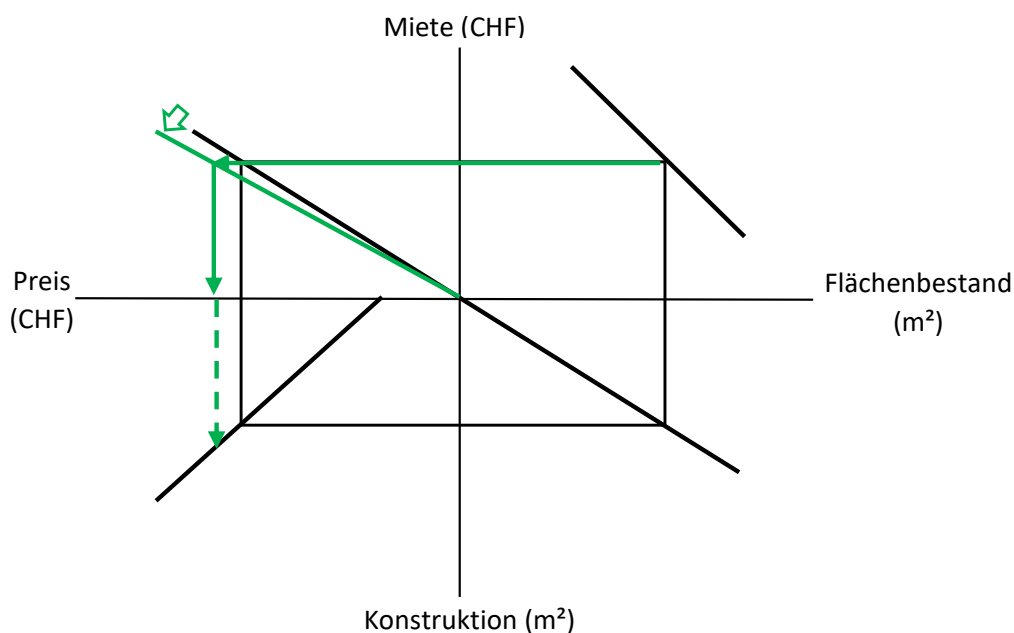 Miete (CHF)
Preis
(CHF)
Flächenbestand
(m²)
Konstruktion (m²)